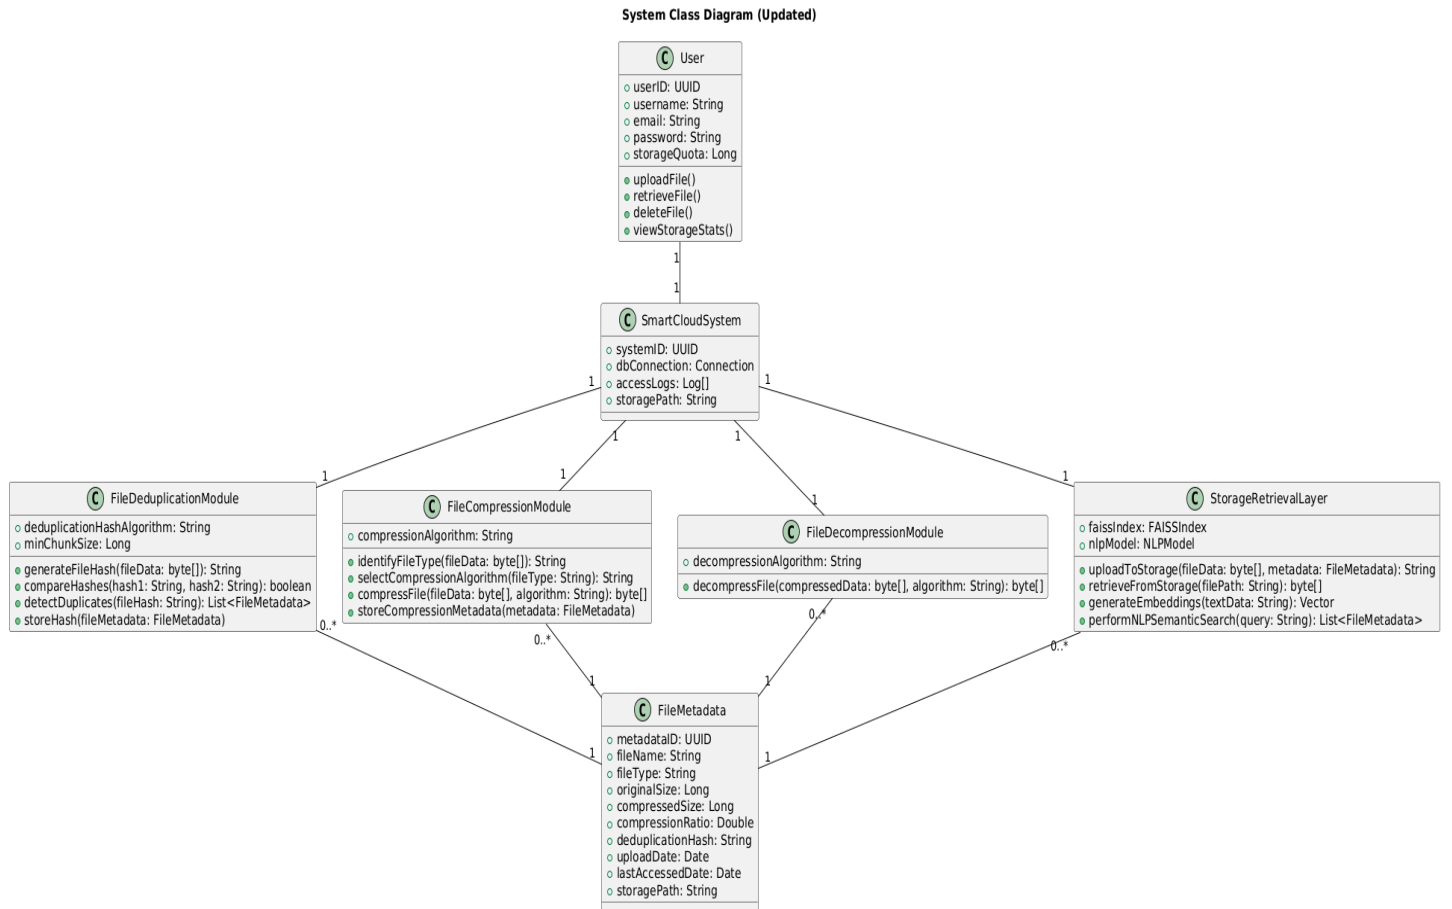 System Class Diagram (Updated)
C User
userID: UUID
username: String
email: String
password: String
storageQuota: Long
uploadFile()
retrieveFile()
deleteFile()
viewStorageStats()
1
1
C SmartCloudSystem
systemID: UUID
dbConnection: Connection
accessLogs: Log[]
storagePath: String
1
1
1
1
1
1
1
1
C FileDeduplicationModule
deduplicationHashAlgorithm: String
minChunkSize: Long
generateFileHash(fileData: byte[]): String
compareHashes(hash1: String, hash2: String): boolean
detectDuplicates(fileHash: String): List<FileMetadata>
storeHash(fileMetadata: FileMetadata)
C FileCompressionModule
compressionAlgorithm: String
identifyFileType(fileData: byte[]): String
selectCompressionAlgorithm(fileType: String): String
compressFile(fileData: byte[], algorithm: String): byte[]
storeCompressionMetadata(metadata: FileMetadata)
C FileDecompressionModule
decompressionAlgorithm: String
decompressFile(compressedData: byte[], algorithm: String): byte[]
C StorageRetrievalLayer
faissIndex: FAISSIndex
nlpModel: NLPModel
uploadToStorage(fileData: byte[], metadata: FileMetadata): String
retrieveFromStorage(filePath: String): byte[]
generateEmbeddings(textData: String): Vector
performNLPSemanticSearch(query: String): List<FileMetadata>
0..*
0..*
0..*
0..*
1
1
1
1
C FileMetadata
metadataID: UUID
fileName: String
fileType: String
originalSize: Long
compressedSize: Long
compressionRatio: Double
deduplicationHash: String
uploadDate: Date
lastAccessedDate: Date
storagePath: String